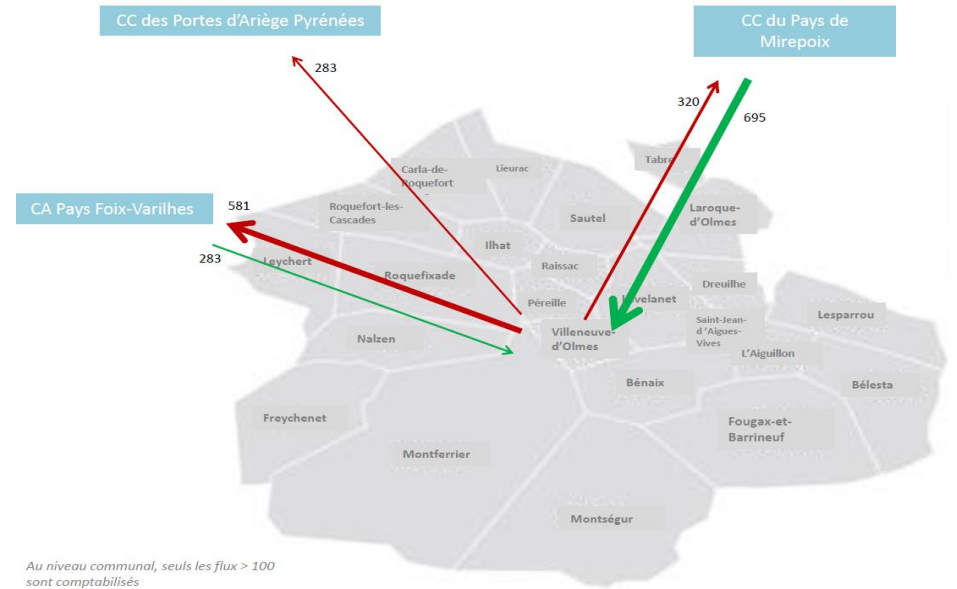 CC des Portes d'Ariège Pyrénées
CC du Pays de
Mirepoix
283
320
695
Tabre
Carla-de-
Roquefort
Lieurac
CA Pays Foix-Varilhes
581
Roquefort-les-
Cascades
Sautel
Laroque-
d'Olmes
Ilhat
283
Leychert
Roquefixade
Raissac
Dreuilhe
Péreille
Lavelanet
Lesparrou
Saint-Jean-
d 'Aigues-
Vives
Nalzen
Villeneuve-
d'Olmes
L'Aiguillon
Bénaix
Bélesta
Freychenet
Fougax-et-
Barrineuf
Montferrier
Montségur
Au niveau communal, seuls les flux > 100
sont comptabilisés